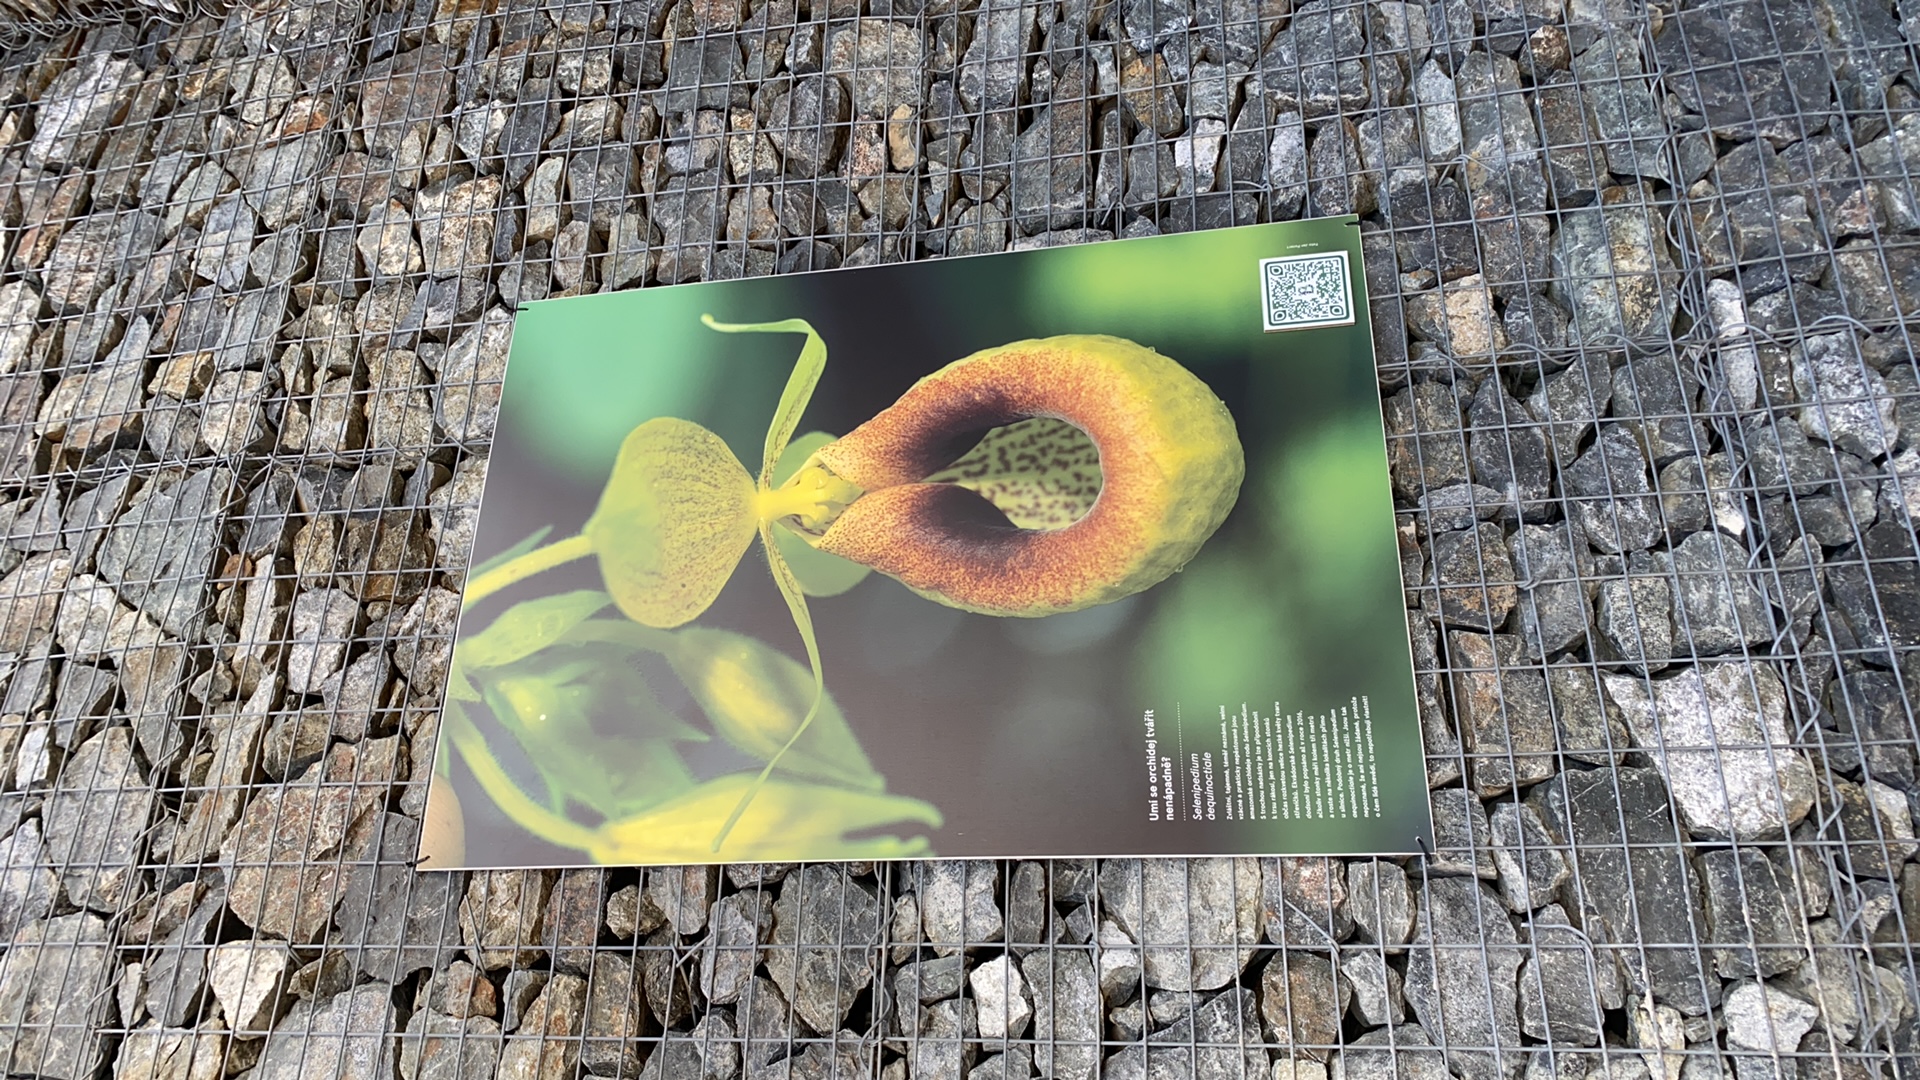 Umí se orchidej tvářit
nenápadně?
Selenipedium
aequinoctiale
Zvláštní, tajemné, téměř neznámé, velmi
vzácné a prakticky nepěstované jsou
amazonské orchideje rodu Selenipedium.
S trochou nadsázky je lze připodobnit
k trsu rákosí, jen na koncích stonků
občas rozkvetou velice hezké květy tvaru
střevíčků. Ekvádorské Selenipedium
dodsoni bylo popsáno až v roce 2016,
ačkoliv stonky měří kolem tří metrů
a roste na několika lokalitách přímo
u silnice. Podobný druh Selenipedium
aequinoctiale je o metr nižší. Jsou tak
nepoznané, že ani nejsou žádané, protože
o čem lidé nevědí, to nepotřebují vlastnit!